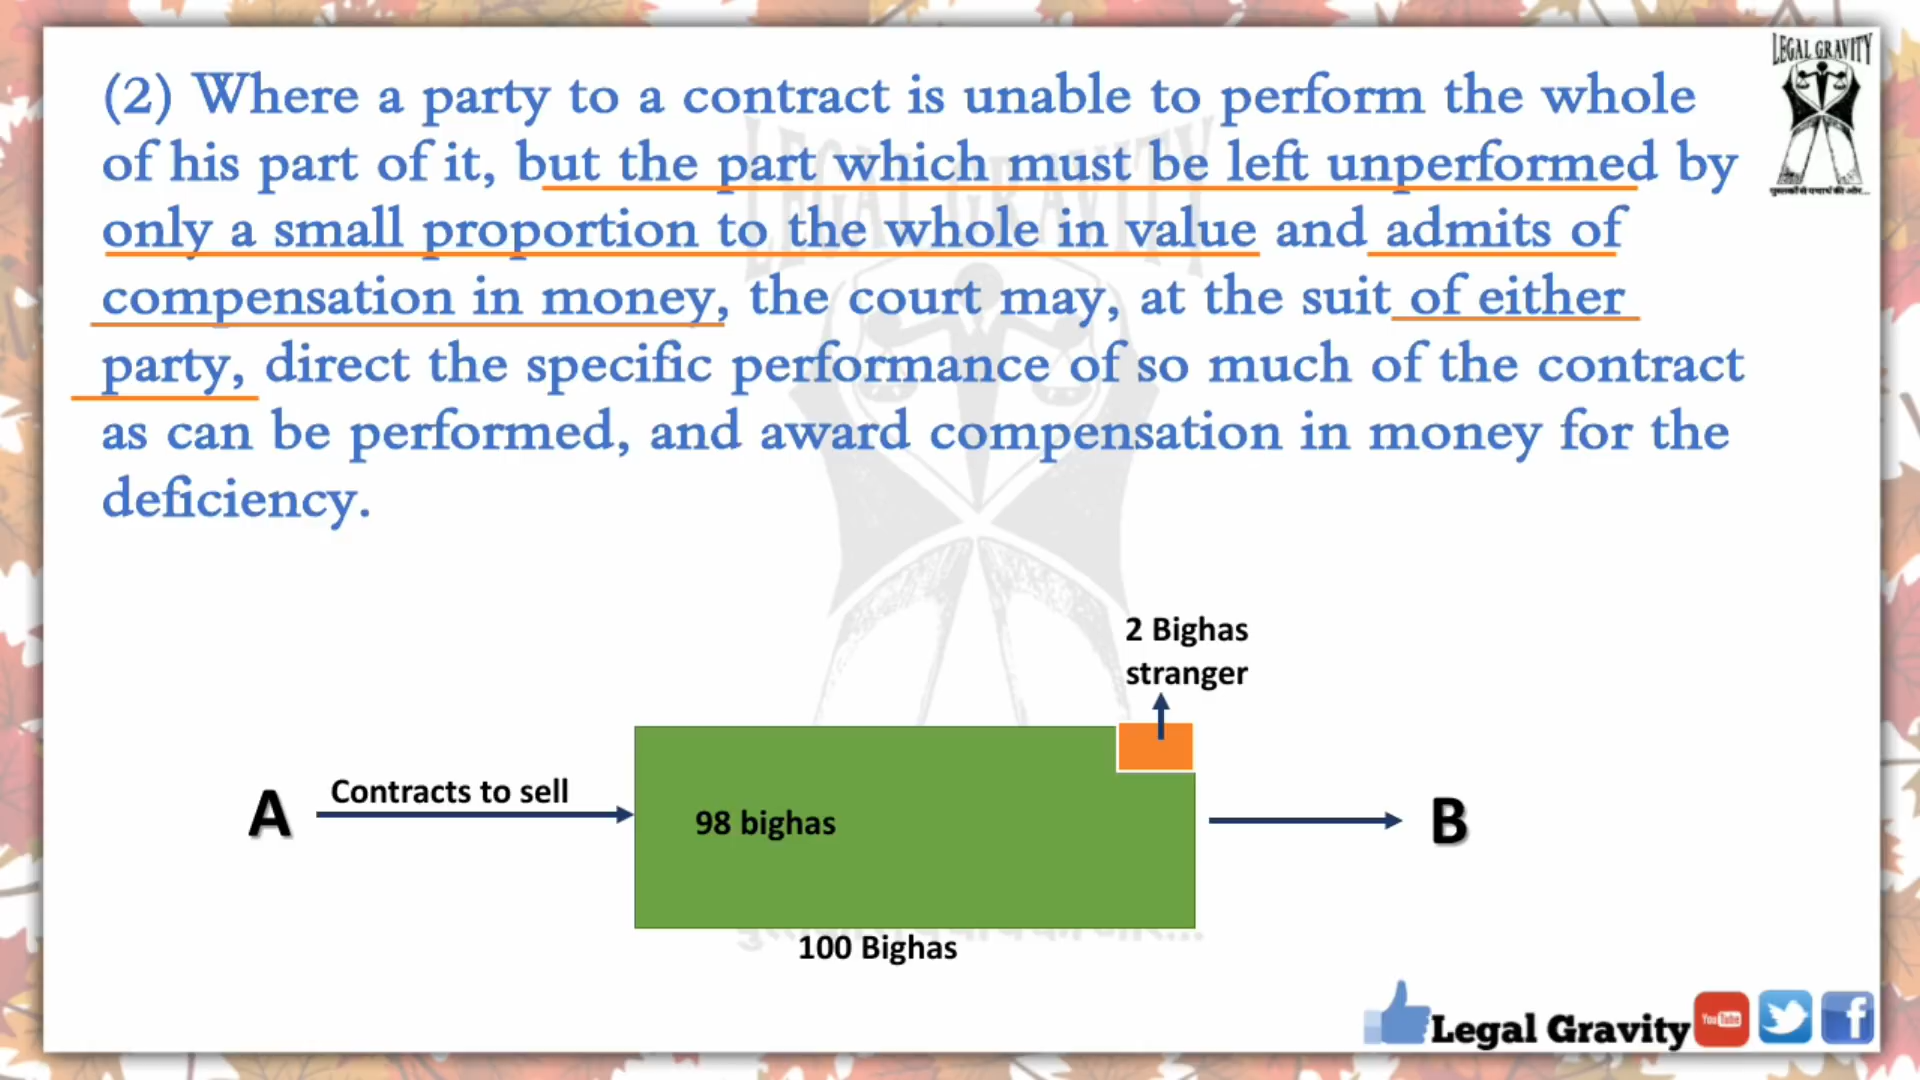 LEGAL GRAVITY
(2) Where a party to a contract is unable to perform the whole
of his part of it, but the part which must be left unperformed by
only a small proportion to the whole in value and admits of
compensation in money, the court may, at the suit of either
party, direct the specific performance of so much of the contract
as can be performed, and award compensation in money for the
deficiency.
LEGAL GRAVITY
2 Bighas
stranger
Contracts to sell
A
98 bighas
B
100 Bighas
Legal Gravity
You Tube